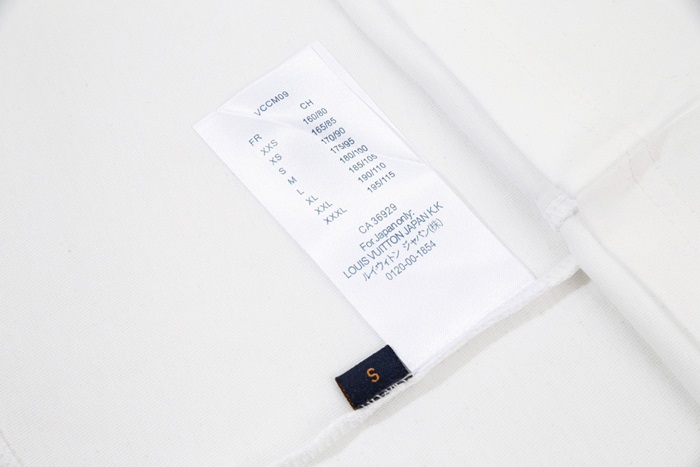 VCCM09
FR CH
XXS 160/80
XS 165/85
S 170/90
M 175/95
L 180/100
XL 185/105
XXL 190/110
XXXL 195/115
CA 36929
For Japan only:
LOUIS VUITTON JAPAN K.K
ルイ・ヴィトン ジャパン(株)
0120-00-1854
S